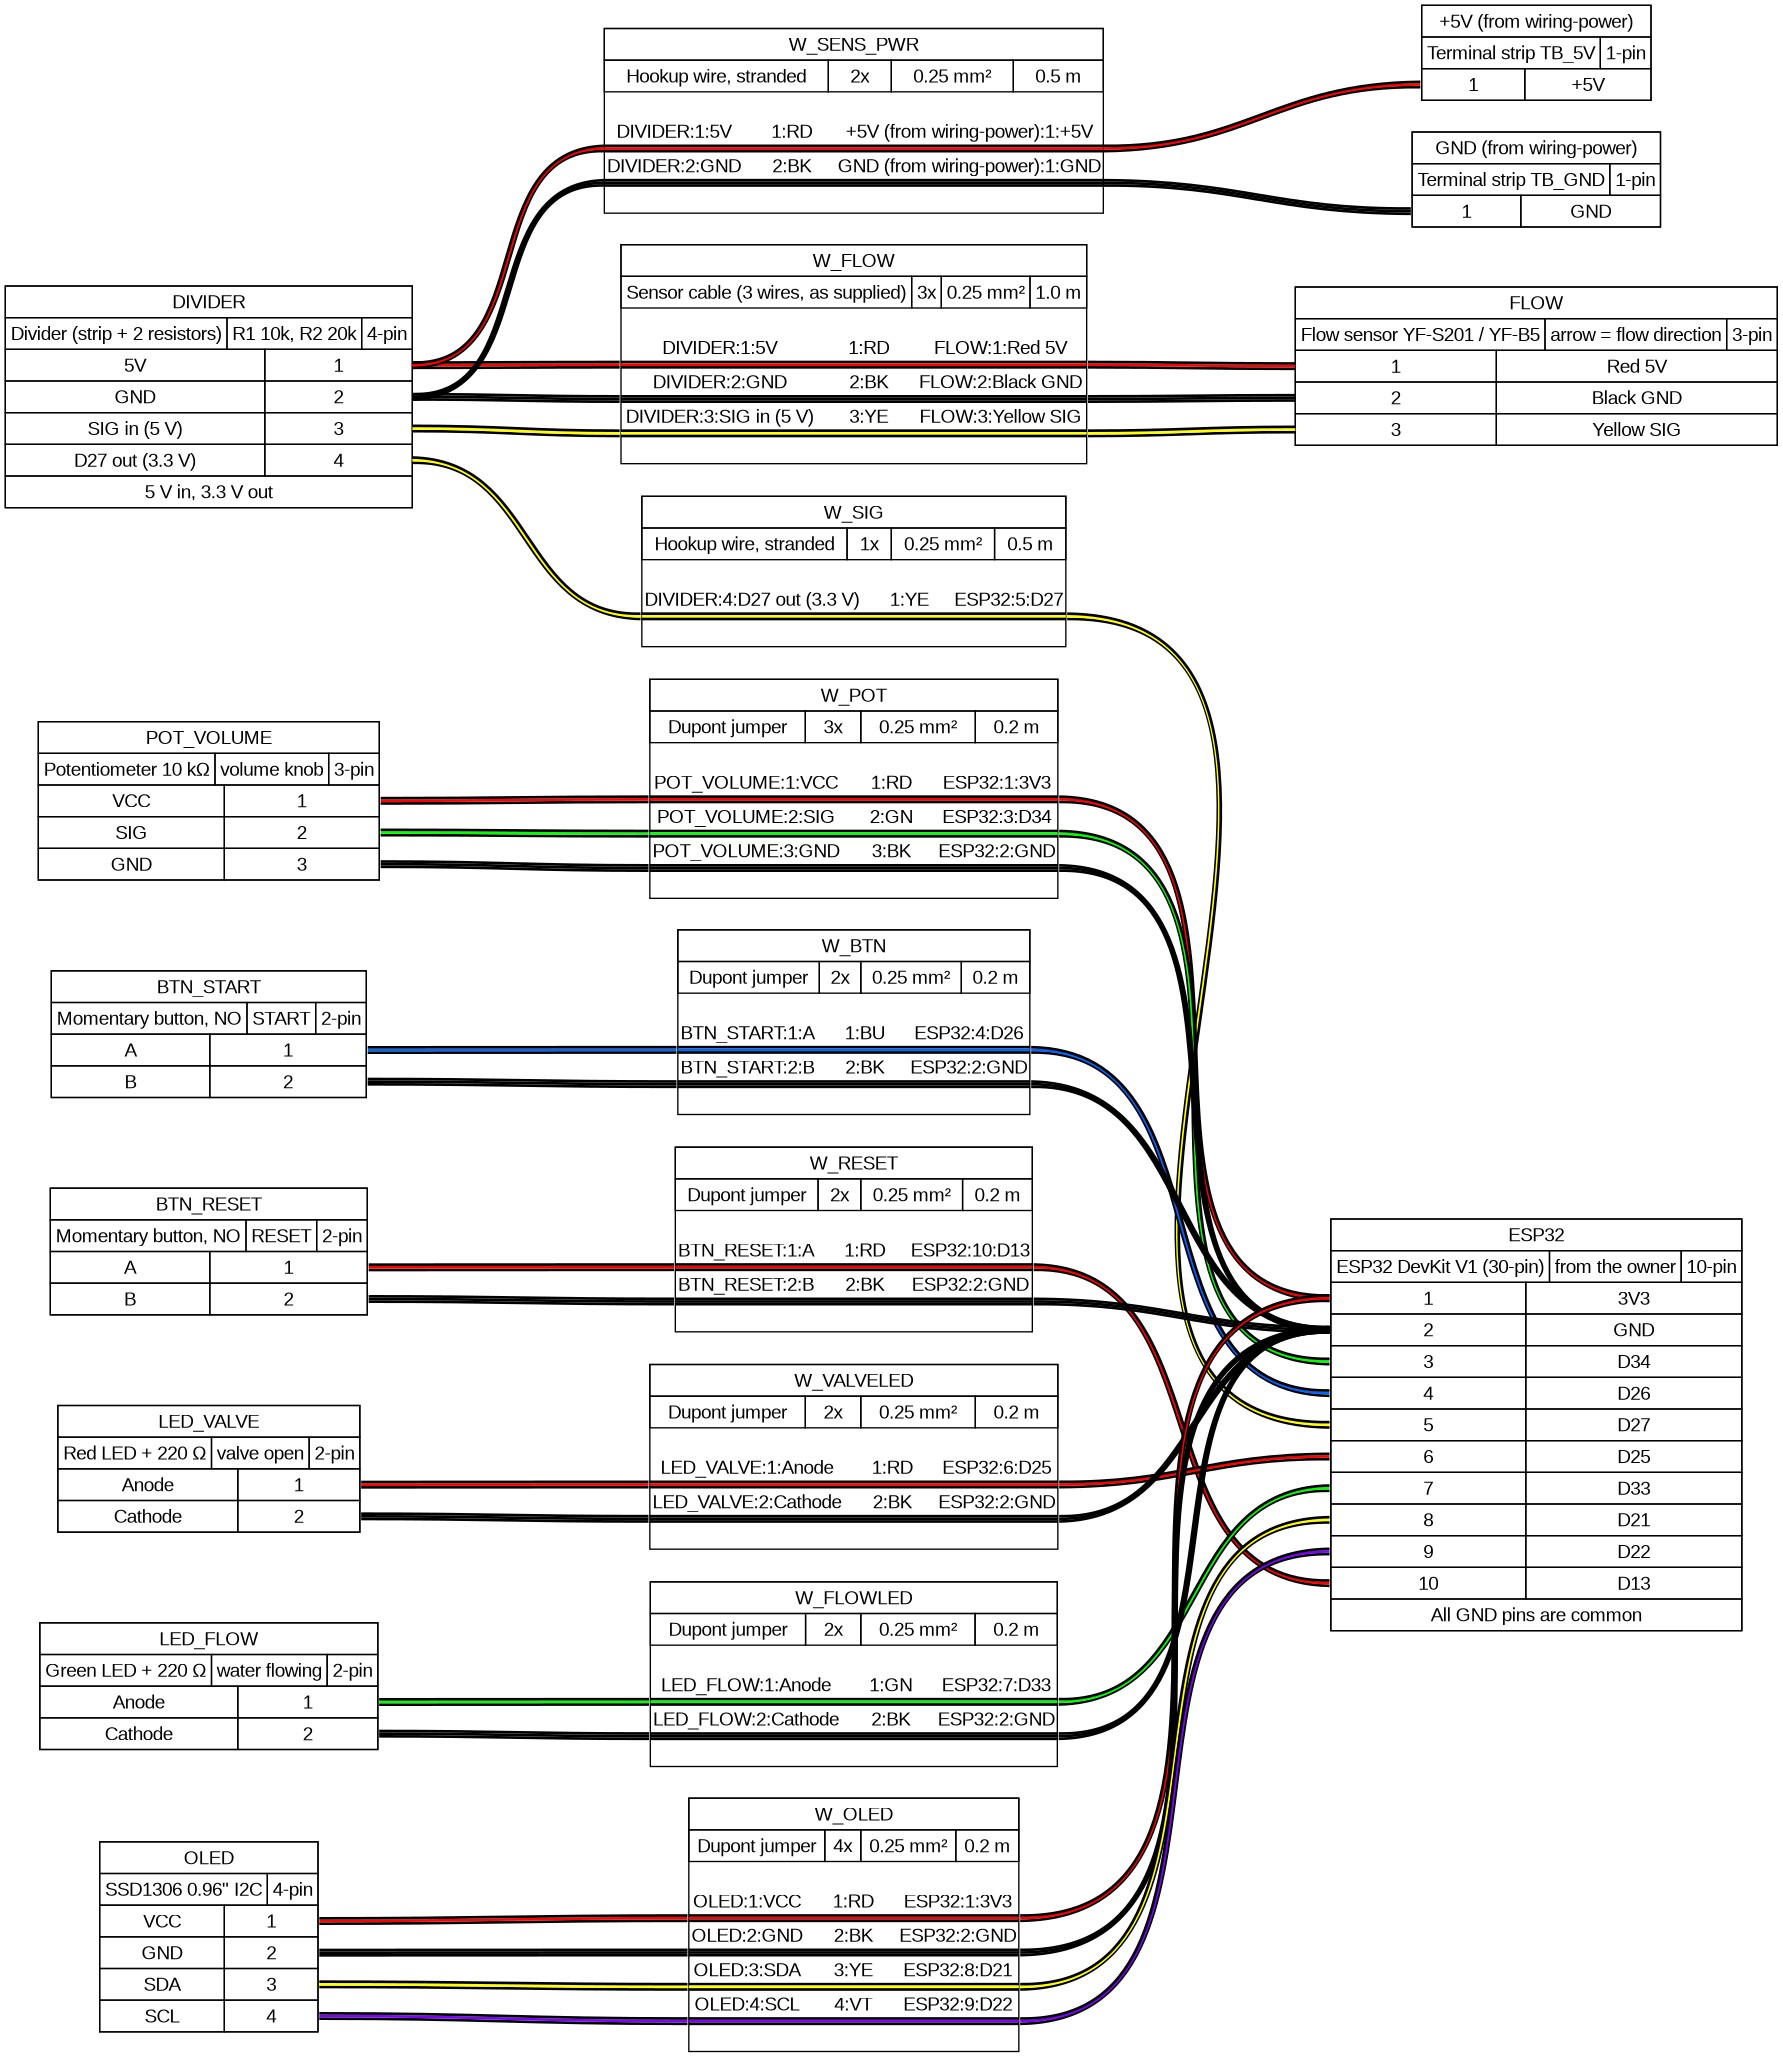 W_SENS_PWR
Hookup wire, stranded 2x 0.25 mm² 0.5 m
DIVIDER:1:5V 1:RD +5V (from wiring-power):1:+5V
DIVIDER:2:GND 2:BK GND (from wiring-power):1:GND
+5V (from wiring-power)
Terminal strip TB_5V 1-pin
1 +5V
GND (from wiring-power)
Terminal strip TB_GND 1-pin
1 GND
DIVIDER
Divider (strip + 2 resistors) R1 10k, R2 20k 4-pin
5V 1
GND 2
SIG in (5 V) 3
D27 out (3.3 V) 4
5 V in, 3.3 V out
W_FLOW
Sensor cable (3 wires, as supplied) 3x 0.25 mm² 1.0 m
DIVIDER:1:5V 1:RD FLOW:1:Red 5V
DIVIDER:2:GND 2:BK FLOW:2:Black GND
DIVIDER:3:SIG in (5 V) 3:YE FLOW:3:Yellow SIG
FLOW
Flow sensor YF-S201 / YF-B5 arrow = flow direction 3-pin
1 Red 5V
2 Black GND
3 Yellow SIG
W_SIG
Hookup wire, stranded 1x 0.25 mm² 0.5 m
DIVIDER:4:D27 out (3.3 V) 1:YE ESP32:5:D27
POT_VOLUME
Potentiometer 10 kΩ volume knob 3-pin
VCC 1
SIG 2
GND 3
W_POT
Dupont jumper 3x 0.25 mm² 0.2 m
POT_VOLUME:1:VCC 1:RD ESP32:1:3V3
POT_VOLUME:2:SIG 2:GN ESP32:3:D34
POT_VOLUME:3:GND 3:BK ESP32:2:GND
BTN_START
Momentary button, NO START 2-pin
A 1
B 2
W_BTN
Dupont jumper 2x 0.25 mm² 0.2 m
BTN_START:1:A 1:BU ESP32:4:D26
BTN_START:2:B 2:BK ESP32:2:GND
BTN_RESET
Momentary button, NO RESET 2-pin
A 1
B 2
W_RESET
Dupont jumper 2x 0.25 mm² 0.2 m
BTN_RESET:1:A 1:RD ESP32:10:D13
BTN_RESET:2:B 2:BK ESP32:2:GND
ESP32
ESP32 DevKit V1 (30-pin) from the owner 10-pin
1 3V3
2 GND
3 D34
4 D26
5 D27
6 D25
7 D33
8 D21
9 D22
10 D13
All GND pins are common
LED_VALVE
Red LED + 220 Ω valve open 2-pin
Anode 1
Cathode 2
W_VALVELED
Dupont jumper 2x 0.25 mm² 0.2 m
LED_VALVE:1:Anode 1:RD ESP32:6:D25
LED_VALVE:2:Cathode 2:BK ESP32:2:GND
LED_FLOW
Green LED + 220 Ω water flowing 2-pin
Anode 1
Cathode 2
W_FLOWLED
Dupont jumper 2x 0.25 mm² 0.2 m
LED_FLOW:1:Anode 1:GN ESP32:7:D33
LED_FLOW:2:Cathode 2:BK ESP32:2:GND
OLED
SSD1306 0.96" I2C 4-pin
VCC 1
GND 2
SDA 3
SCL 4
W_OLED
Dupont jumper 4x 0.25 mm² 0.2 m
OLED:1:VCC 1:RD ESP32:1:3V3
OLED:2:GND 2:BK ESP32:2:GND
OLED:3:SDA 3:YE ESP32:8:D21
OLED:4:SCL 4:VT ESP32:9:D22